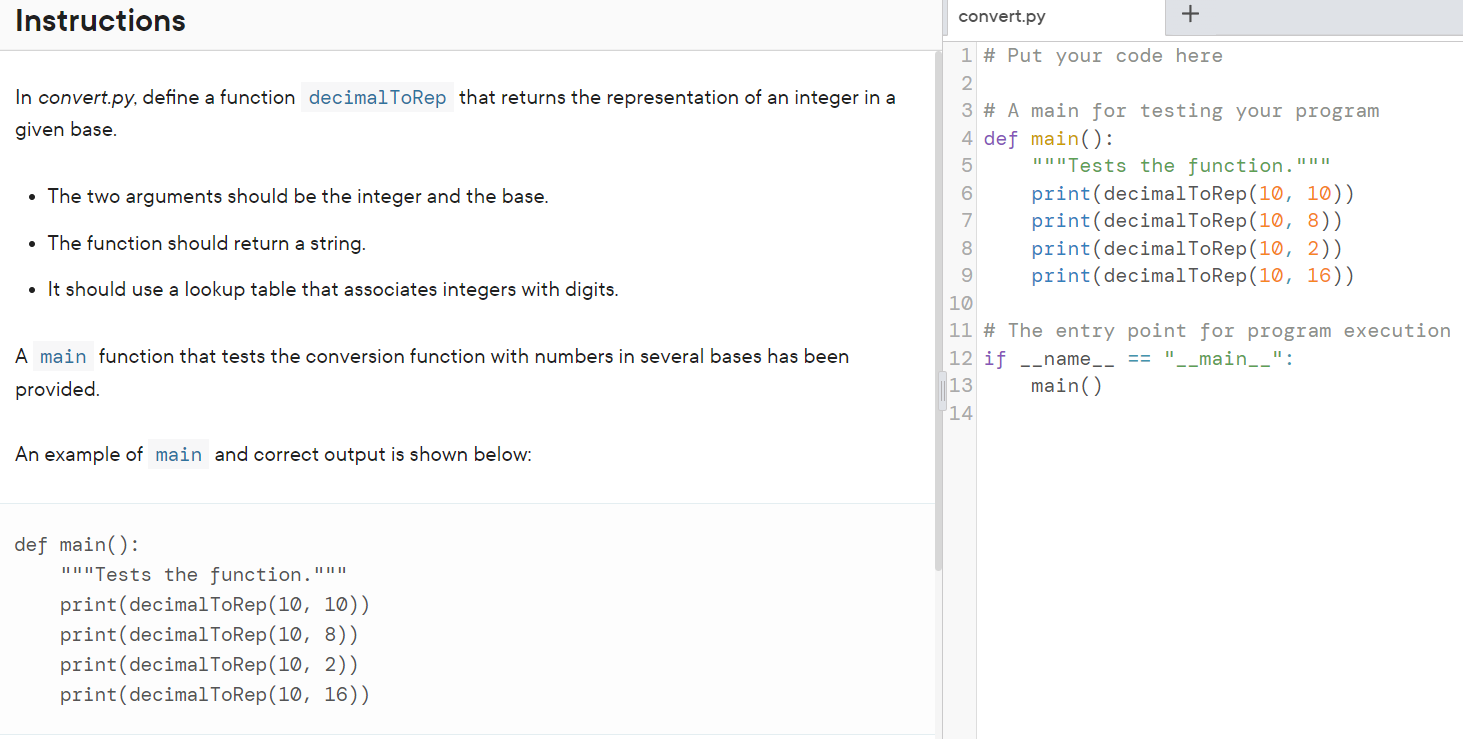 Instructions
In convert.py, define a function decimalToRep that returns the representation of an integer in a
given base.
• The two arguments should be the integer and the base.
• The function should return a string.
• It should use a lookup table that associates integers with digits.
A main function that tests the conversion function with numbers in several bases has been
provided.
An example of main and correct output is shown below:
def main():
    """Tests the function."""
    print(decimalToRep(10, 10))
    print(decimalToRep(10, 8))
    print(decimalToRep(10, 2))
    print(decimalToRep(10, 16))
convert.py +
1 # Put your code here
2
3 # A main for testing your program
4 def main():
5     """Tests the function."""
6     print(decimalToRep(10, 10))
7     print(decimalToRep(10, 8))
8     print(decimalToRep(10, 2))
9     print(decimalToRep(10, 16))
10
11 # The entry point for program execution
12 if __name__ == "__main__":
13     main()
14